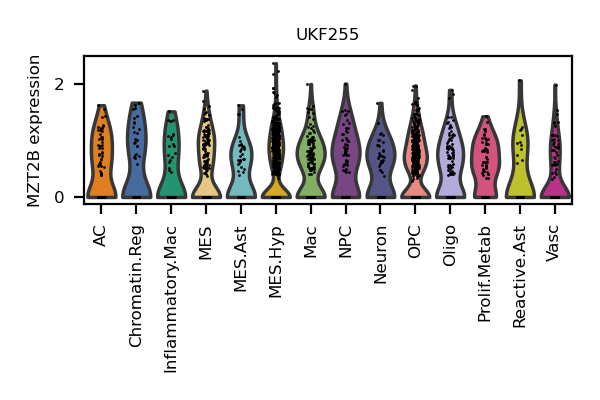 UKF255
MZT2B expression
2
0
AC
Chromatin.Reg
Inflammatory.Mac
MES
MES.Ast
MES.Hyp
Mac
NPC
Neuron
OPC
Oligo
Prolif.Metab
Reactive.Ast
Vasc